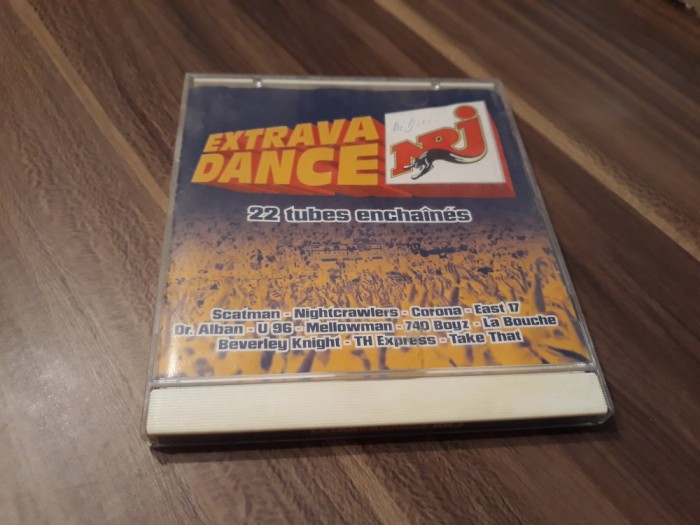 EXTRAVA
DANCE
NRJ
22 tubes enchaînés
Scatman - Nightcrawlers - Corona - East 17
Dr. Alban - U 96 - Mellowman - 740 Boyz - La Bouche
Beverley Knight - TH Express - Take That